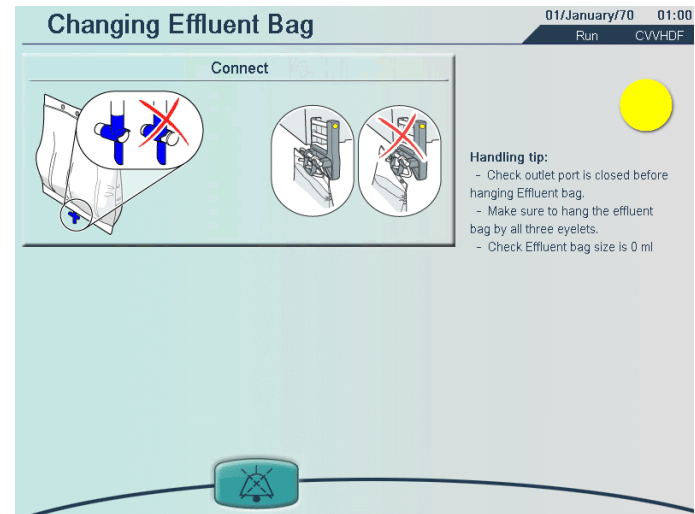 Changing Effluent Bag
01/January/70 01:00
Run CVVHDF
Connect
Handling tip:
- Check outlet port is closed before
hanging Effluent bag.
- Make sure to hang the effluent
bag by all three eyelets.
- Check Effluent bag size is 0 ml